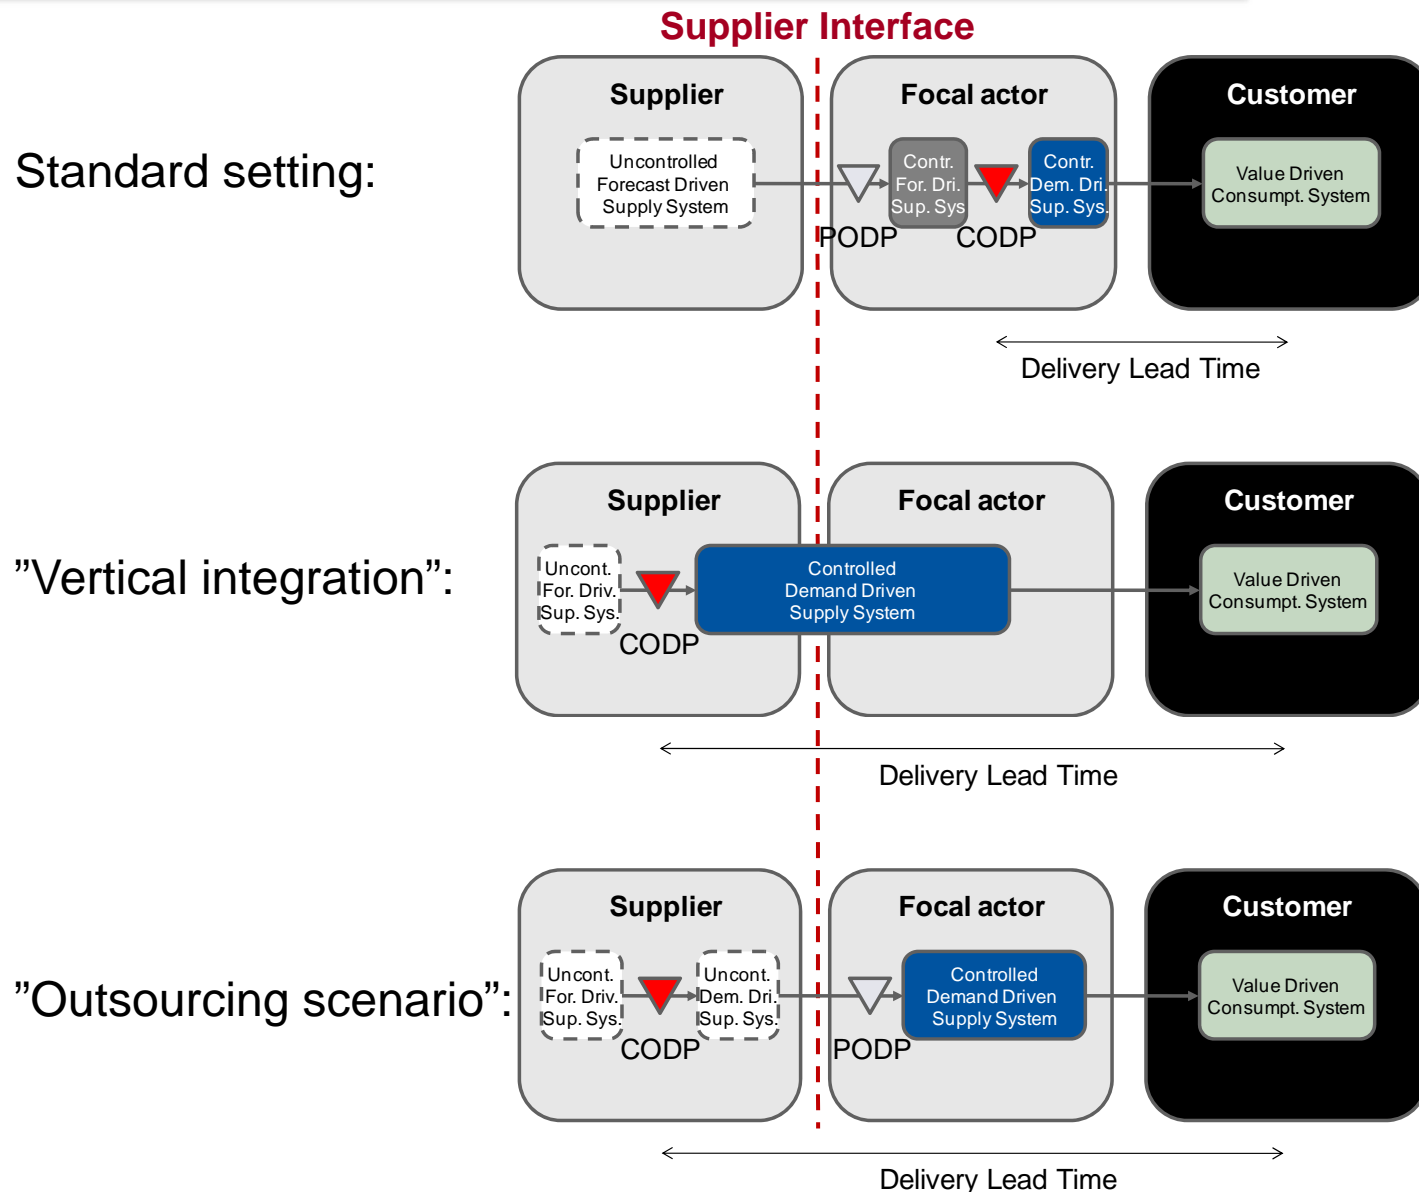 Supplier Interface
Supplier
Focal actor
Customer
Standard setting:
Uncontrolled
Forecast Driven
Supply System
Contr.
For. Dri.
Sup. Sys
Contr.
Dem. Dri.
Sup. Sys.
Value Driven
Consumpt. System
PODP
CODP
Delivery Lead Time
Supplier
Focal actor
Customer
”Vertical integration”:
Uncont.
For. Driv.
Sup. Sys.
CODP
Controlled
Demand Driven
Supply System
Value Driven
Consumpt. System
Delivery Lead Time
Supplier
Focal actor
Customer
”Outsourcing scenario”:
Uncont.
For. Driv.
Sup. Sys.
CODP
Uncont.
Dem. Dri.
Sup. Sys.
PODP
Controlled
Demand Driven
Supply System
Value Driven
Consumpt. System
Delivery Lead Time